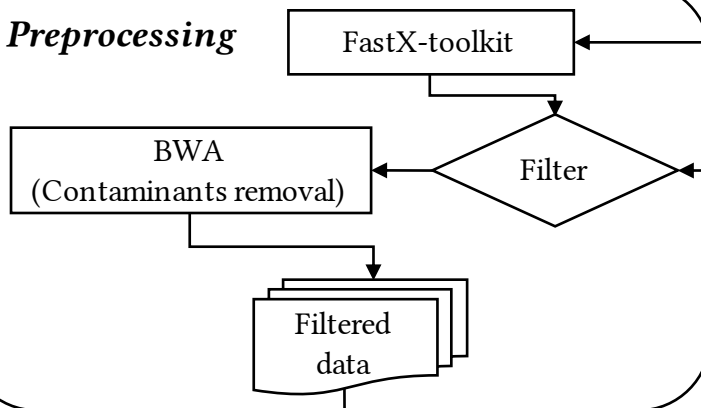 Preprocessing
FastX-toolkit
BWA
(Contaminants removal)
Filter
Filtered
data